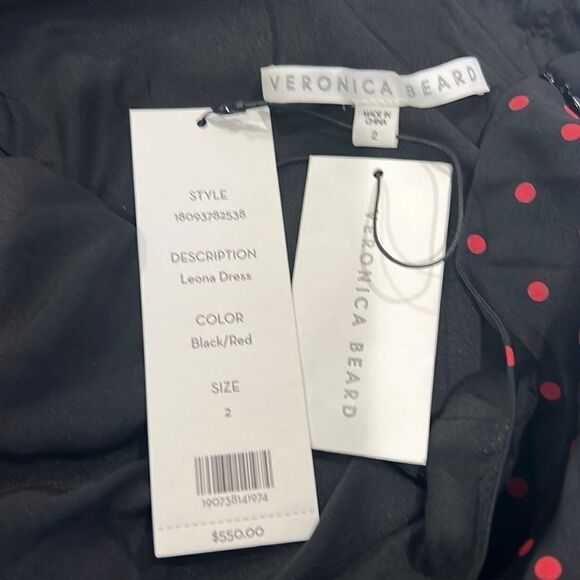 VERONICA BEARD
MADE IN
CHINA
2
STYLE
18093782538
DESCRIPTION
Leona Dress
COLOR
Black/Red
SIZE
2
190738141974
$550.00
VERONICA BEARD